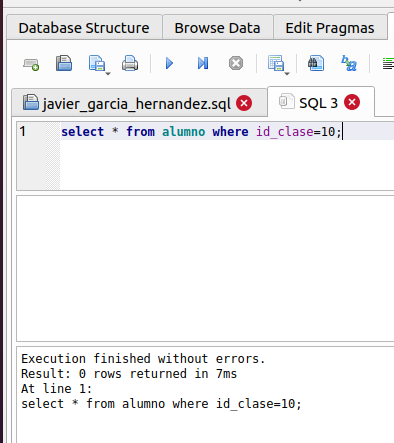 Database Structure Browse Data Edit Pragmas
javier_garcia_hernandez.sql SQL 3
1 select * from alumno where id_clase=10;
Execution finished without errors.
Result: 0 rows returned in 7ms
At line 1:
select * from alumno where id_clase=10;